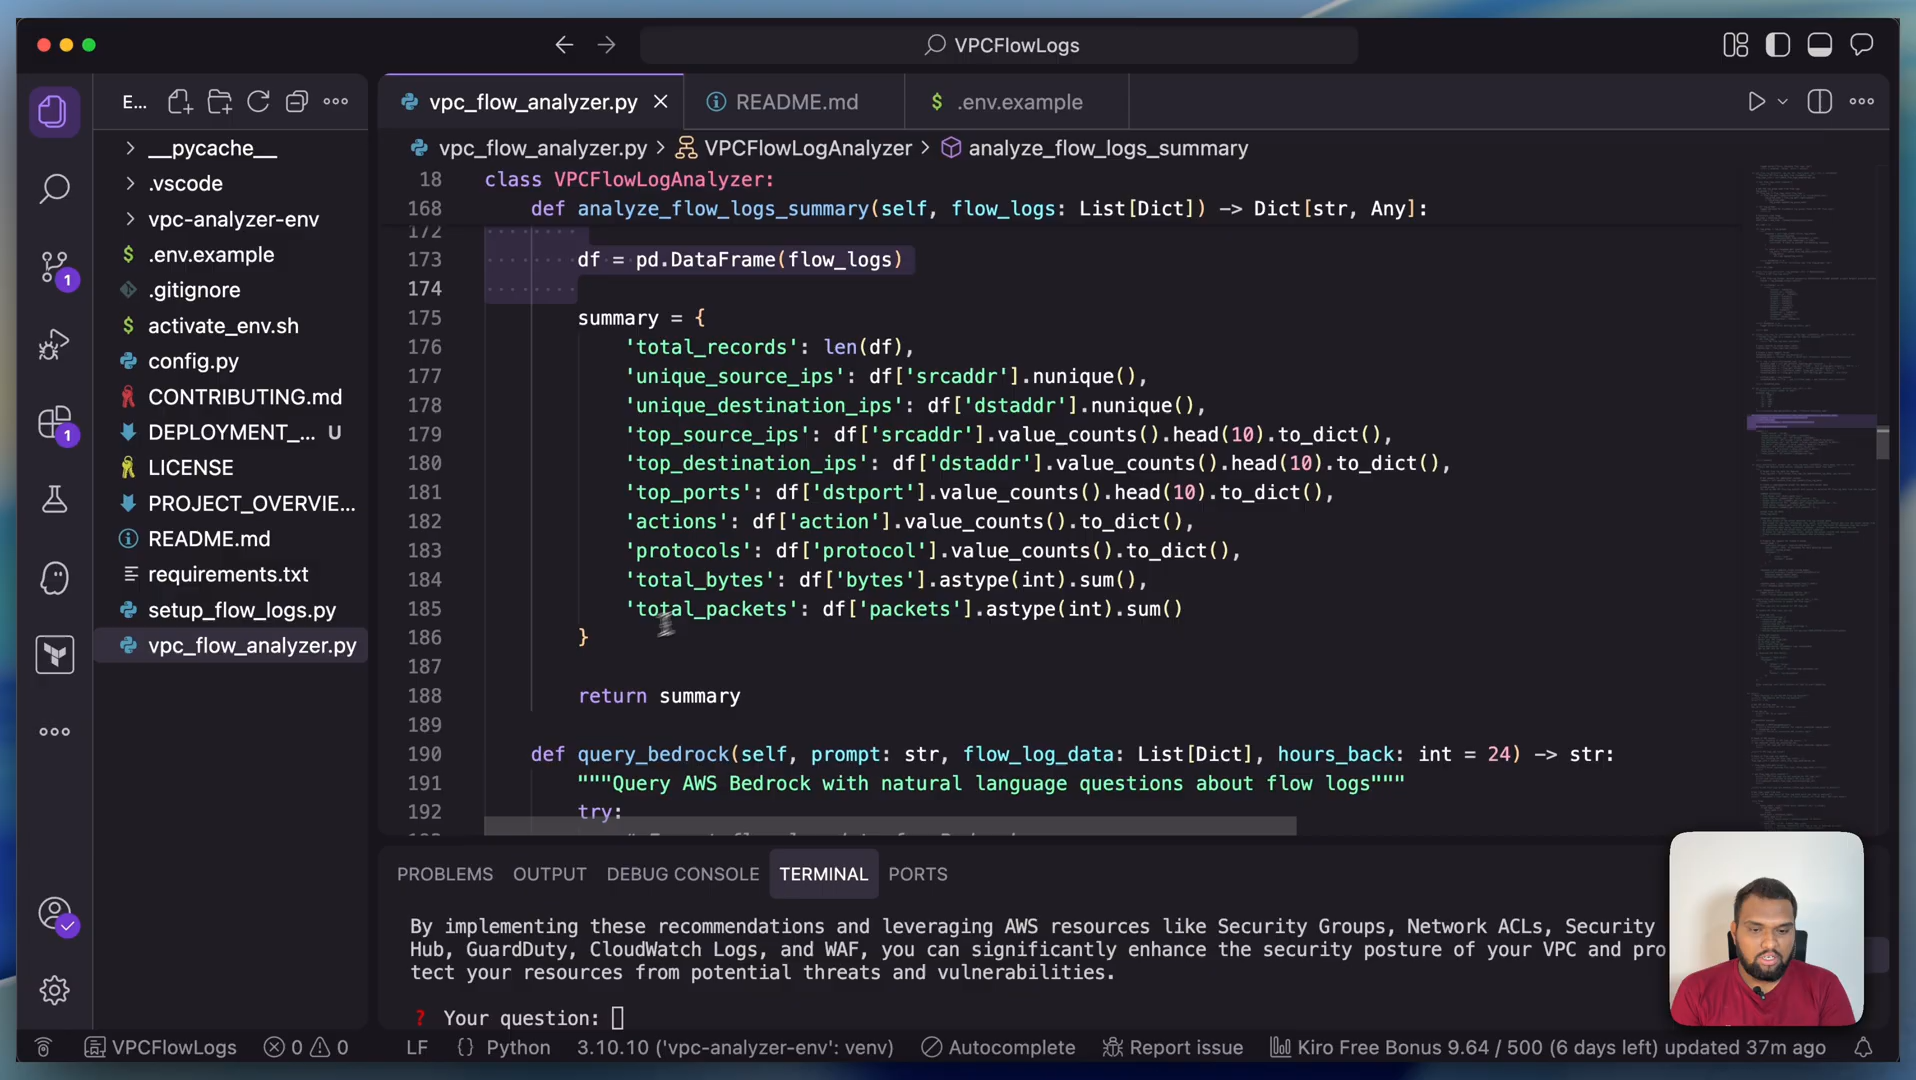 VPCFlowLogs
E...
vpc_flow_analyzer.py
README.md
$ .env.example
vpc_flow_analyzer.py > VPCFlowLogAnalyzer > analyze_flow_logs_summary
__pycache__
.vscode
vpc-analyzer-env
$ .env.example
.gitignore
$ activate_env.sh
config.py
CONTRIBUTING.md
DEPLOYMENT_... U
LICENSE
PROJECT_OVERVIE...
README.md
requirements.txt
setup_flow_logs.py
vpc_flow_analyzer.py
1
1
18 class VPCFlowLogAnalyzer:
168 def analyze_flow_logs_summary(self, flow_logs: List[Dict]) -> Dict[str, Any]:
172
173 df = pd.DataFrame(flow_logs)
174
175 summary = {
176 'total_records': len(df),
177 'unique_source_ips': df['srcaddr'].nunique(),
178 'unique_destination_ips': df['dstaddr'].nunique(),
179 'top_source_ips': df['srcaddr'].value_counts().head(10).to_dict(),
180 'top_destination_ips': df['dstaddr'].value_counts().head(10).to_dict(),
181 'top_ports': df['dstport'].value_counts().head(10).to_dict(),
182 'actions': df['action'].value_counts().to_dict(),
183 'protocols': df['protocol'].value_counts().to_dict(),
184 'total_bytes': df['bytes'].astype(int).sum(),
185 'total_packets': df['packets'].astype(int).sum()
186 }
187
188 return summary
189
190 def query_bedrock(self, prompt: str, flow_log_data: List[Dict], hours_back: int = 24) -> str:
191 """Query AWS Bedrock with natural language questions about flow logs"""
192 try:
PROBLEMS OUTPUT DEBUG CONSOLE TERMINAL PORTS
By implementing these recommendations and leveraging AWS resources like Security Groups, Network ACLs, Security
Hub, GuardDuty, CloudWatch Logs, and WAF, you can significantly enhance the security posture of your VPC and pro
tect your resources from potential threats and vulnerabilities.
? Your question:
VPCFlowLogs 0 0 LF {} Python 3.10.10 ('vpc-analyzer-env': venv) Autocomplete Report issue Kiro Free Bonus 9.64 / 500 (6 days left) updated 37m ago